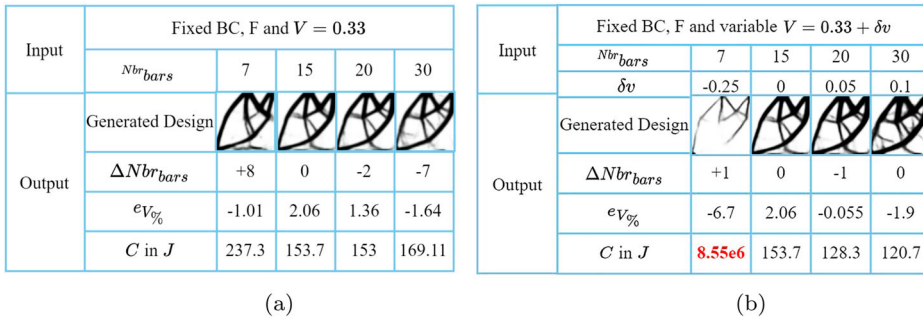 Input
Fixed BC, F and V = 0.33
Nbr_bars 7 15 20 30
Output
Generated Design
ΔNbr_bars +8 0 -2 -7
e_V% -1.01 2.06 1.36 -1.64
C in J 237.3 153.7 153 169.11
(a)
Input
Fixed BC, F and variable V = 0.33 + δv
Nbr_bars 7 15 20 30
δv -0.25 0 0.05 0.1
Output
Generated Design
ΔNbr_bars +1 0 -1 0
e_V% -6.7 2.06 -0.055 -1.9
C in J 8.55e6 153.7 128.3 120.7
(b)